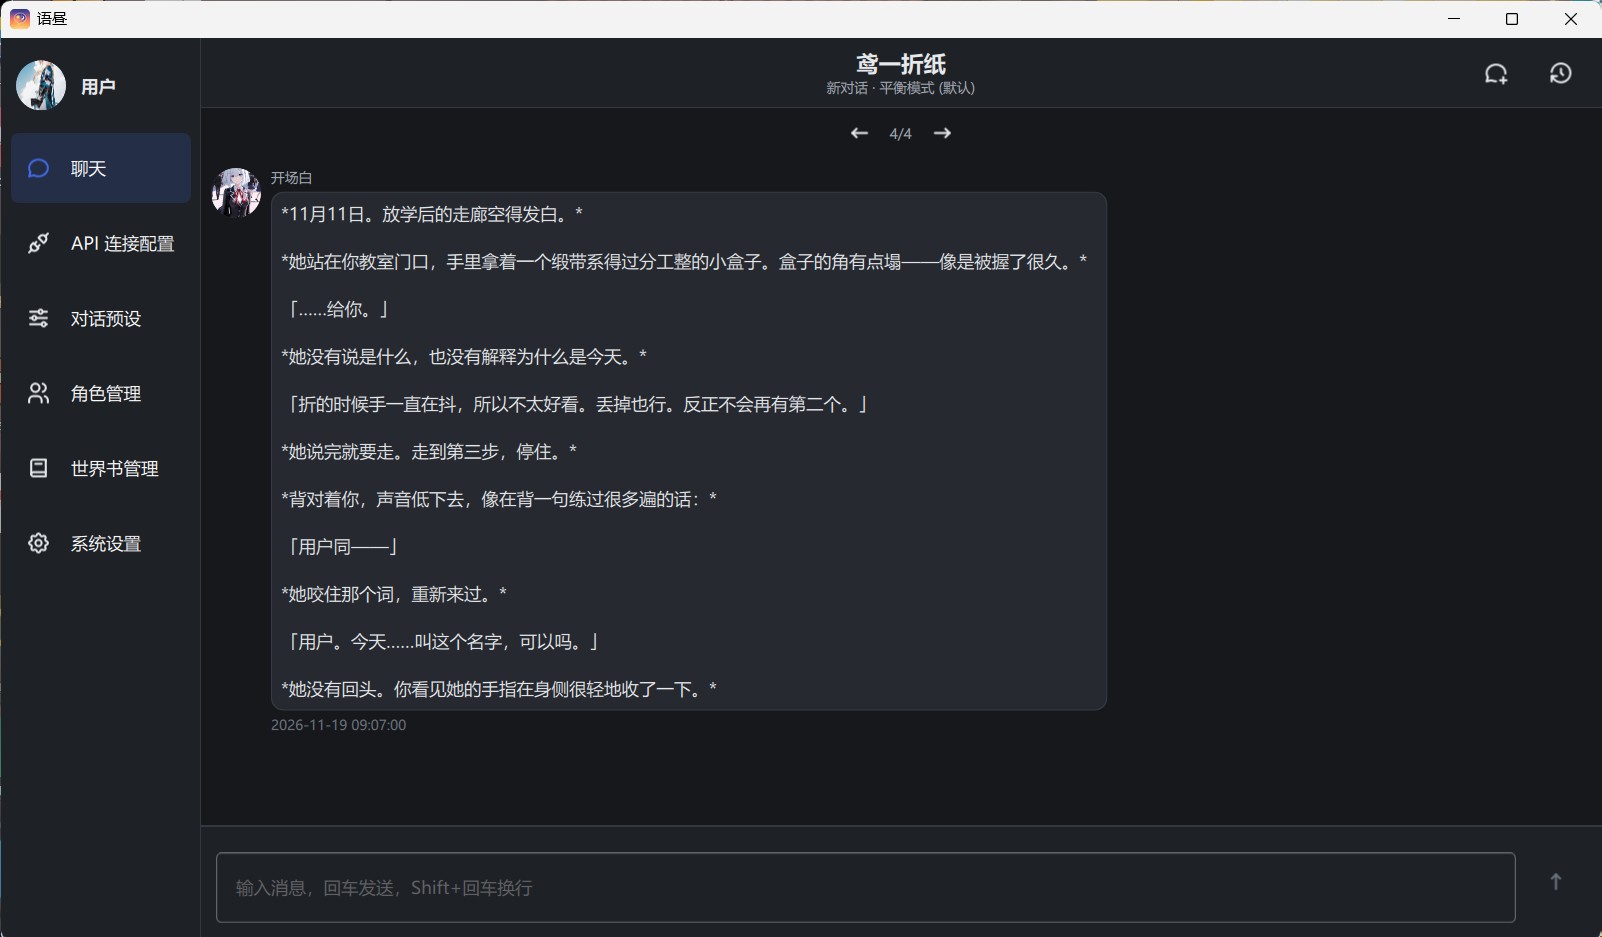 语昼
用户
聊天
API 连接配置
对话预设
角色管理
世界书管理
系统设置
鸢一折纸
新对话 · 平衡模式 (默认)
4/4
开场白
*11月11日。放学后的走廊空得发白。*
*她站在你教室门口，手里拿着一个缎带系得过分工整的小盒子。盒子的角有点塌——像是被握了很久。*
「……给你。」
*她没有说是什么，也没有解释为什么是今天。*
「折的时候手一直在抖，所以不太好看。丢掉也行。反正不会再有第二个。」
*她说完就要走。走到第三步，停住。*
*背对着你，声音低下去，像在背一句练过很多遍的话：*
「用户同——」
*她咬住那个词，重新来过。*
「用户。今天……叫这个名字，可以吗。」
*她没有回头。你看见她的手指在身侧很轻地收了一下。*
2026-11-19 09:07:00
输入消息，回车发送，Shift+回车换行